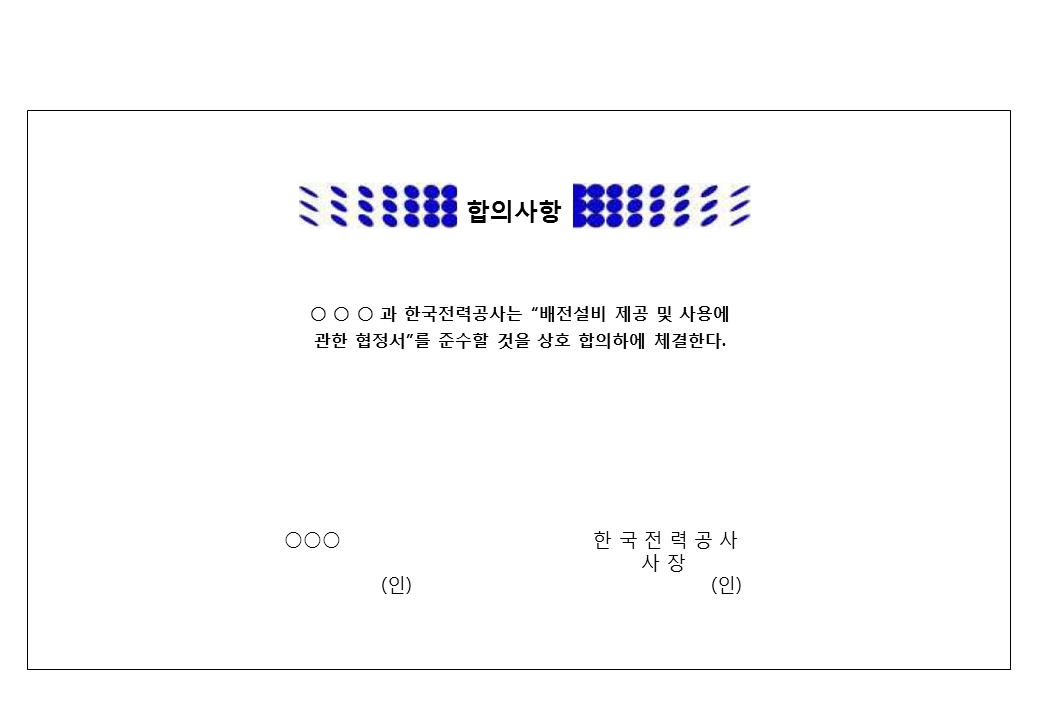 합의사항
○ ○ ○ 과 한국전력공사는 “배전설비 제공 및 사용에
관한 협정서”를 준수할 것을 상호 합의하에 체결한다.
○○○
한 국 전 력 공 사
사 장
(인)
(인)